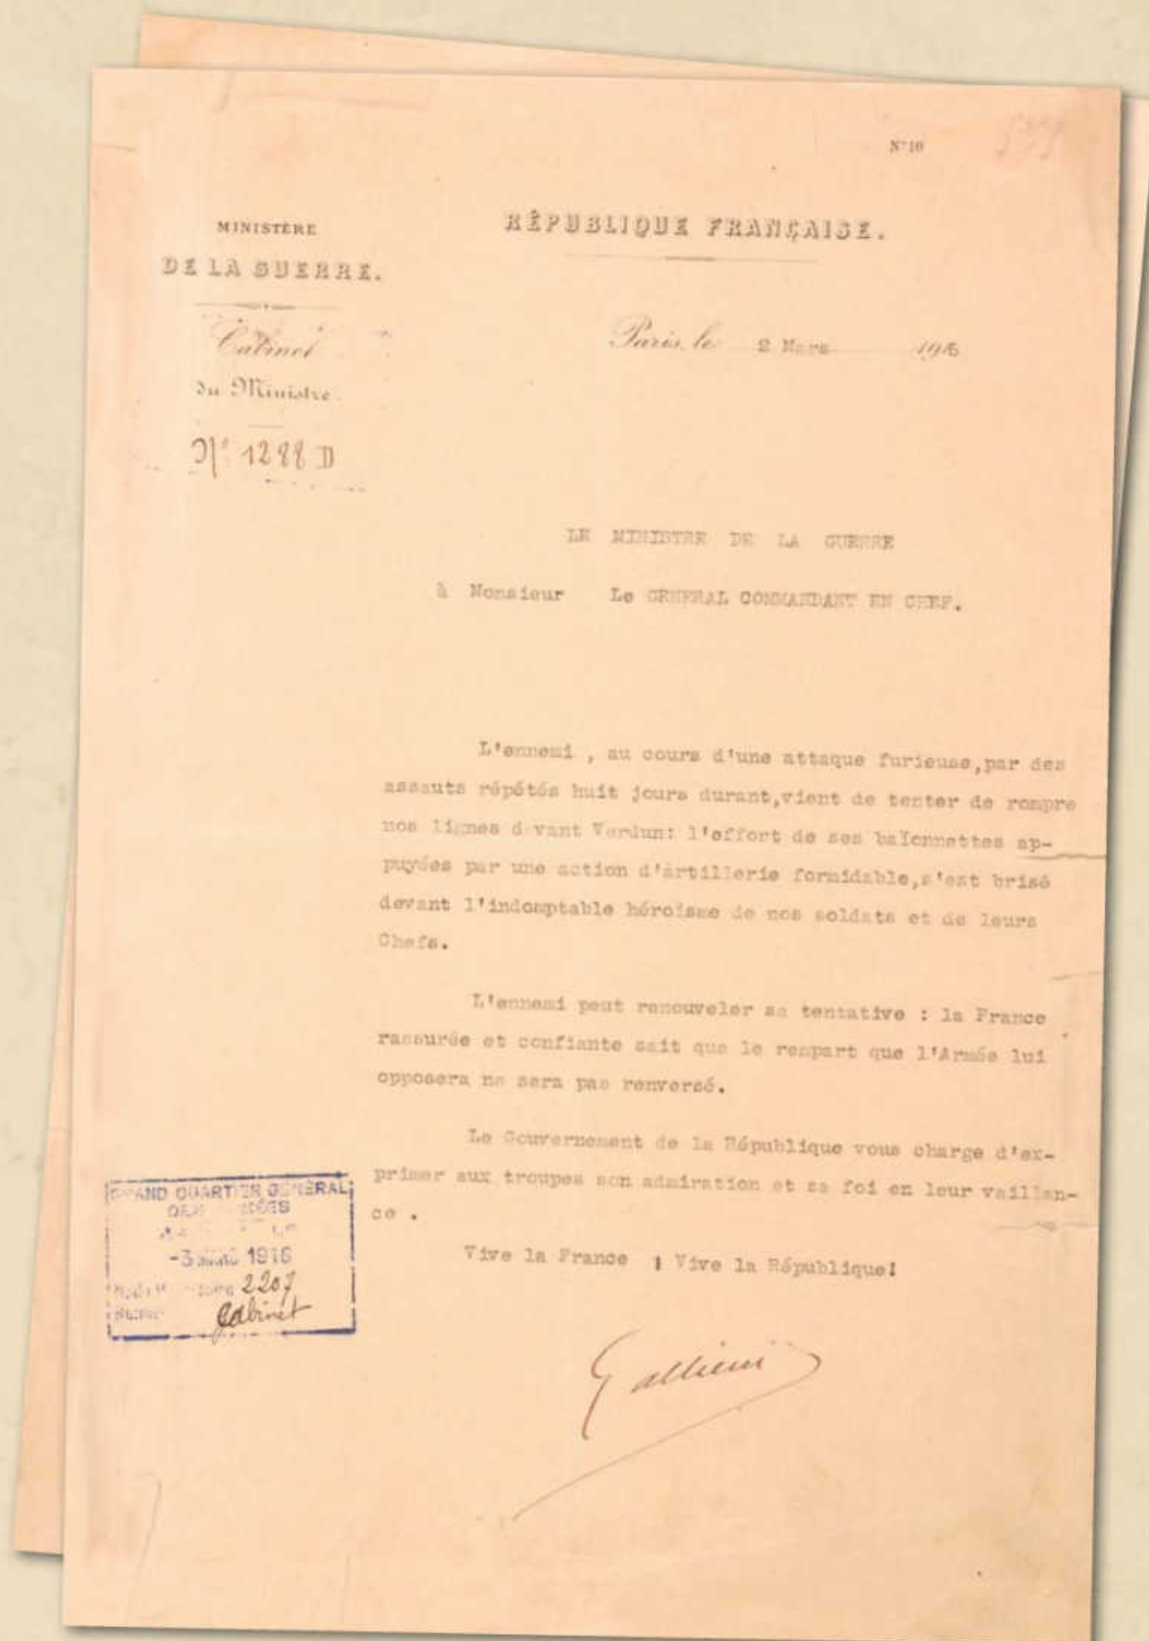 N° 10
MINISTÈRE
DE LA GUERRE.
Cabinet
du Ministre.
N° 1288 D
RÉPUBLIQUE FRANÇAISE.
Paris, le 2 Mars 1916
LE MINISTRE DE LA GUERRE
à Monsieur Le GENERAL COMMANDANT EN CHEF.
L'ennemi , au cours d'une attaque furieuse,par des
assauts répétés huit jours durant,vient de tenter de rompre
nos lignes devant Verdun: l'effort de ses baïonnettes ap-
puyées par une action d'artillerie formidable,s'est brisé
devant l'indomptable héroïsme de nos soldats et de leurs
Chefs.
L'ennemi peut renouveler sa tentative : la France
rassurée et confiante sait que le rempart que l'Armée lui
opposera ne sera pas renversé.
Le Gouvernement de la République vous charge d'ex-
primer aux troupes son admiration et sa foi en leur vaillan-
ce .
Vive la France ! Vive la République!
GRAND QUARTIER GÉNÉRAL
DES ARMÉES
-3 MARS 1916
2207
Cabinet
Gallieni